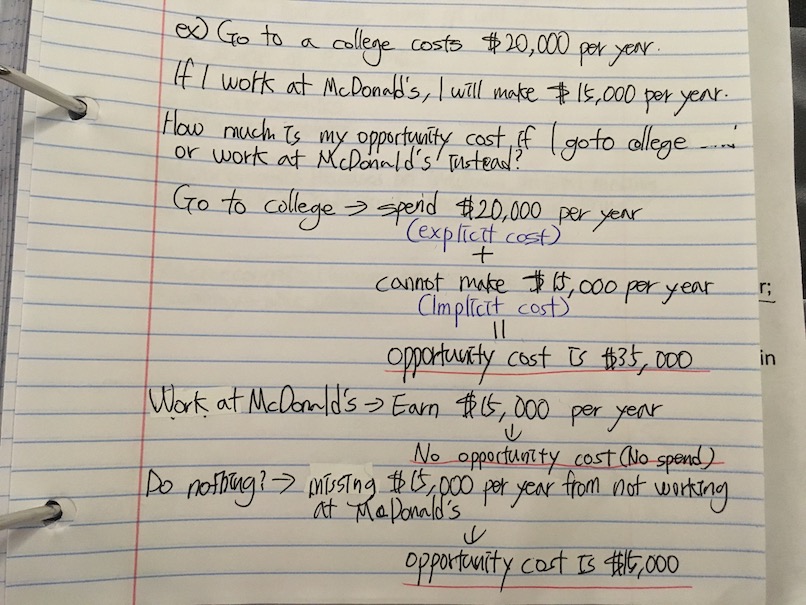 ex) Go to a college costs $20,000 per year.
If I work at McDonald's, I will make $15,000 per year.
How much is my opportunity cost if I go to college ....
or work at McDonald's instead?
Go to college → spend $20,000 per year
(explicit cost)
+
cannot make $15,000 per year
(Implicit cost)
=
opportunity cost is $35,000
Work at McDonald's → Earn $15,000 per year
↓
No opportunity cost (No spend)
Do nothing? → missing $15,000 per year from not working
at McDonald's
↓
opportunity cost is $15,000
r;
in